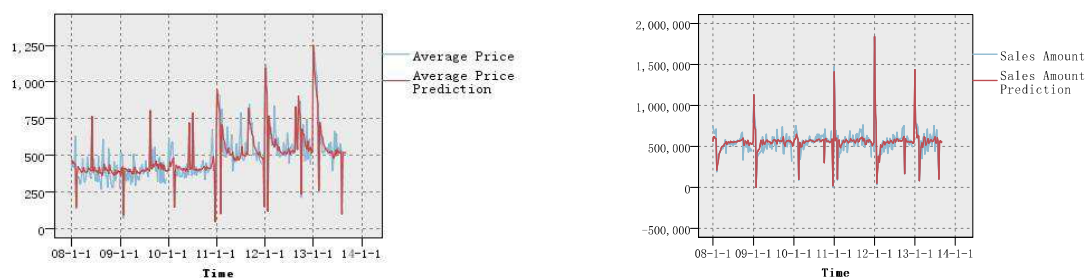 1,250
1,000
750
500
250
0
08-1-1 09-1-1 10-1-1 11-1-1 12-1-1 13-1-1 14-1-1
Time
Average Price
Average Price
Prediction
2,000,000
1,500,000
1,000,000
500,000
0
-500,000
08-1-1 09-1-1 10-1-1 11-1-1 12-1-1 13-1-1 14-1-1
Time
Sales Amount
Sales Amount
Prediction